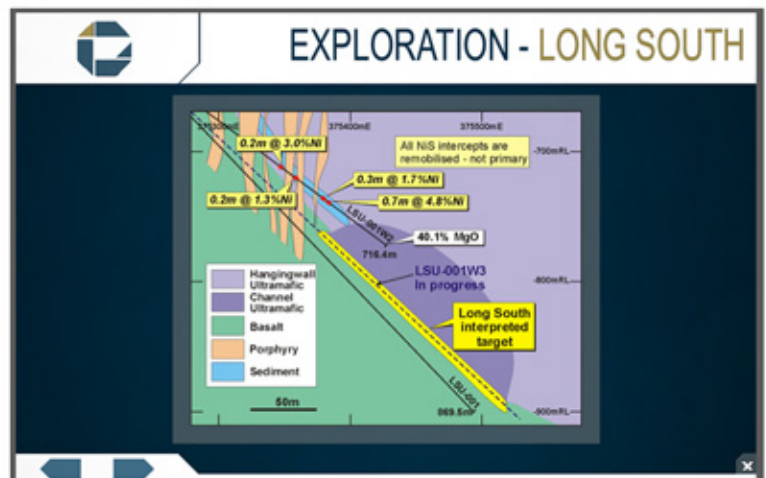 EXPLORATION - LONG SOUTH
375400mE
375500mE
0.2m @ 3.0%Ni
All NiS intercepts are
remobilised - not primary
-700mRL
0.3m @ 1.7%Ni
0.2m @ 1.3%Ni
0.7m @ 4.8%Ni
LSU-001W2
40.1% MgO
716.4m
LSU-001W3
In progress
-800mRL
Hangingwall
Ultramafic
Channel
Ultramafic
Basalt
Porphyry
Sediment
Long South
interpreted
target
50m
LSU-001
869.5m
-900mRL